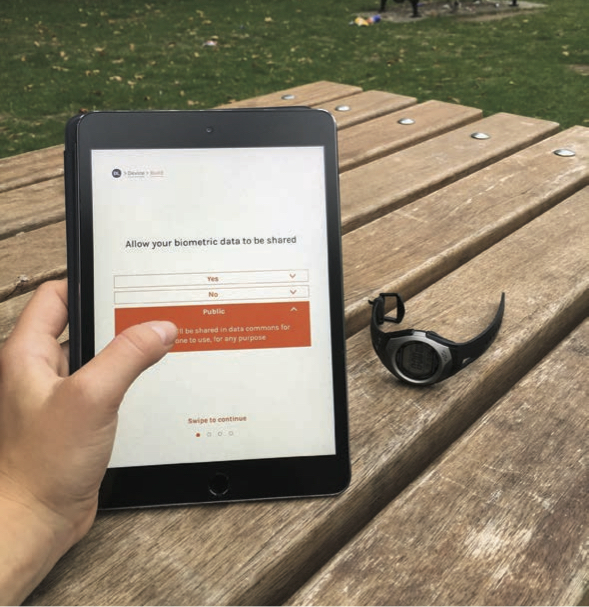 DL > Device > Build
Allow your biometric data to be shared
Yes
No
Public
ll be shared in data commons for
one to use, for any purpose
Swipe to continue